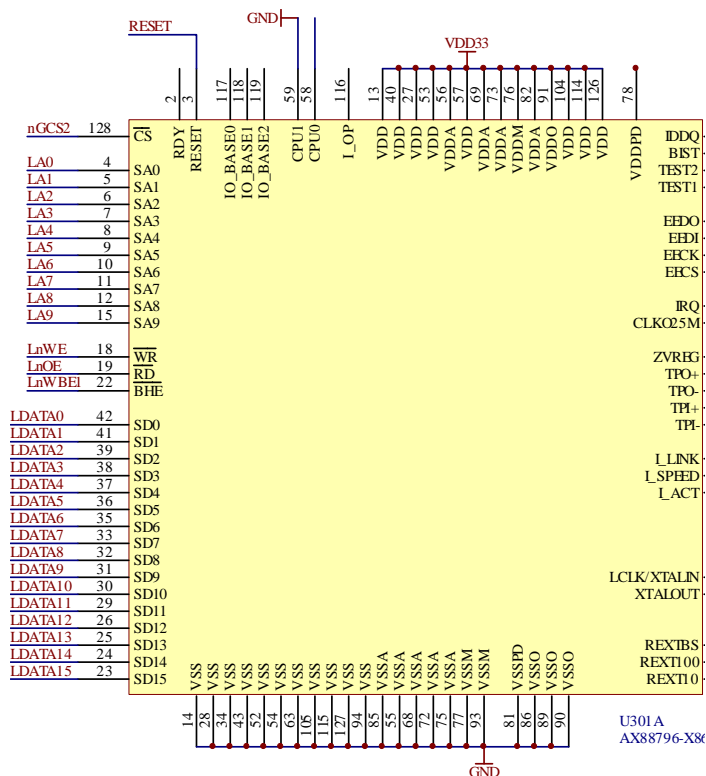 GND
RESET
VDD33
2
3
117
118
119
59
58
116
13
40
27
53
56
57
69
73
76
82
91
104
114
126
78
RDY
RESET
IO_BASE0
IO_BASE1
IO_BASE2
CPU1
CPU0
I_OP
VDD
VDD
VDD
VDD
VDDA
VDD
VDDA
VDDA
VDDM
VDDA
VDDO
VDD
VDD
VDD
VDDPD
nGCS2 128 CS
LA0 4 SA0
LA1 5 SA1
LA2 6 SA2
LA3 7 SA3
LA4 8 SA4
LA5 9 SA5
LA6 10 SA6
LA7 11 SA7
LA8 12 SA8
LA9 15 SA9
LnWE 18 WR
LnOE 19 RD
LnWBE1 22 BHE
LDATA0 42 SD0
LDATA1 41 SD1
LDATA2 39 SD2
LDATA3 38 SD3
LDATA4 37 SD4
LDATA5 36 SD5
LDATA6 35 SD6
LDATA7 33 SD7
LDATA8 32 SD8
LDATA9 31 SD9
LDATA10 30 SD10
LDATA11 29 SD11
LDATA12 26 SD12
LDATA13 25 SD13
LDATA14 24 SD14
LDATA15 23 SD15
IDDQ
BIST
TEST2
TEST1
EEDO
EEDI
EECK
EECS
IRQ
CLKO25M
ZVREG
TPO+
TPO-
TPI+
TPI-
I_LINK
I_SPEED
I_ACT
LCLK/XTALIN
XTALOUT
REXTBS
REXT100
REXT10
VSS
VSS
VSS
VSS
VSS
VSS
VSS
VSS
VSS
VSS
VSS
VSSA
VSSA
VSSA
VSSA
VSSA
VSSM
VSSM
VSSPD
VSSO
VSSO
VSSO
14
28
34
43
52
54
63
105
115
127
94
85
55
68
72
75
77
93
81
86
89
90
GND
U301A
AX88796-X86